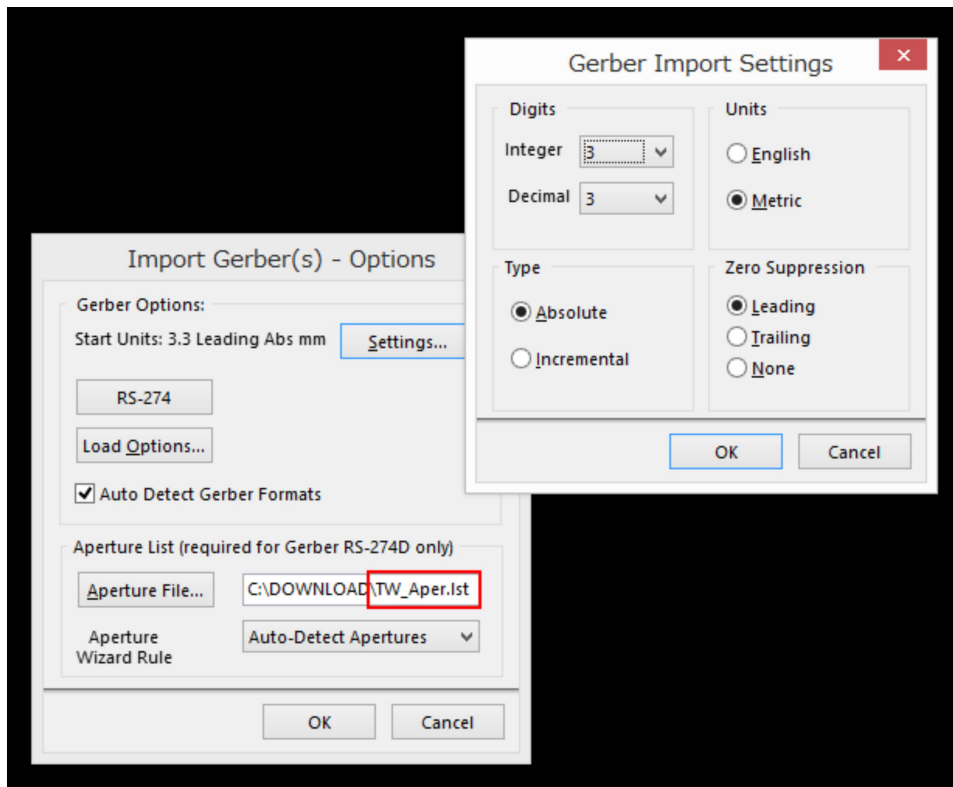 Gerber Import Settings
Digits
Integer 3
Decimal 3
Units
English
Metric
Type
Absolute
Incremental
Zero Suppression
Leading
Trailing
None
OK Cancel
Import Gerber(s) - Options
Gerber Options:
Start Units: 3.3 Leading Abs mm Settings...
RS-274
Load Options...
Auto Detect Gerber Formats
Aperture List (required for Gerber RS-274D only)
Aperture File... C:\DOWNLOAD\TW_Aper.lst
Aperture
Wizard Rule
Auto-Detect Apertures
OK Cancel